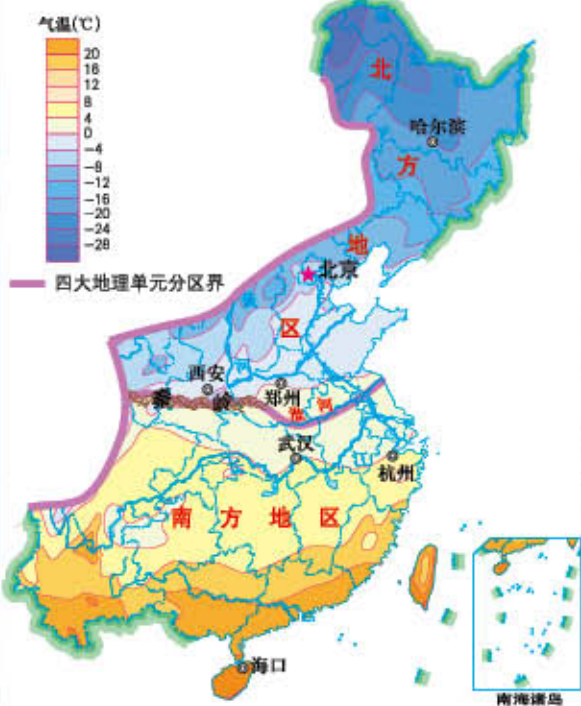 气温(℃)
20
16
12
8
4
0
-4
-8
-12
-16
-20
-24
-28
四大地理单元分区界
北方地区
哈尔滨
北京
西安
秦岭
郑州
淮河
武汉
杭州
南方地区
海口
南海诸岛